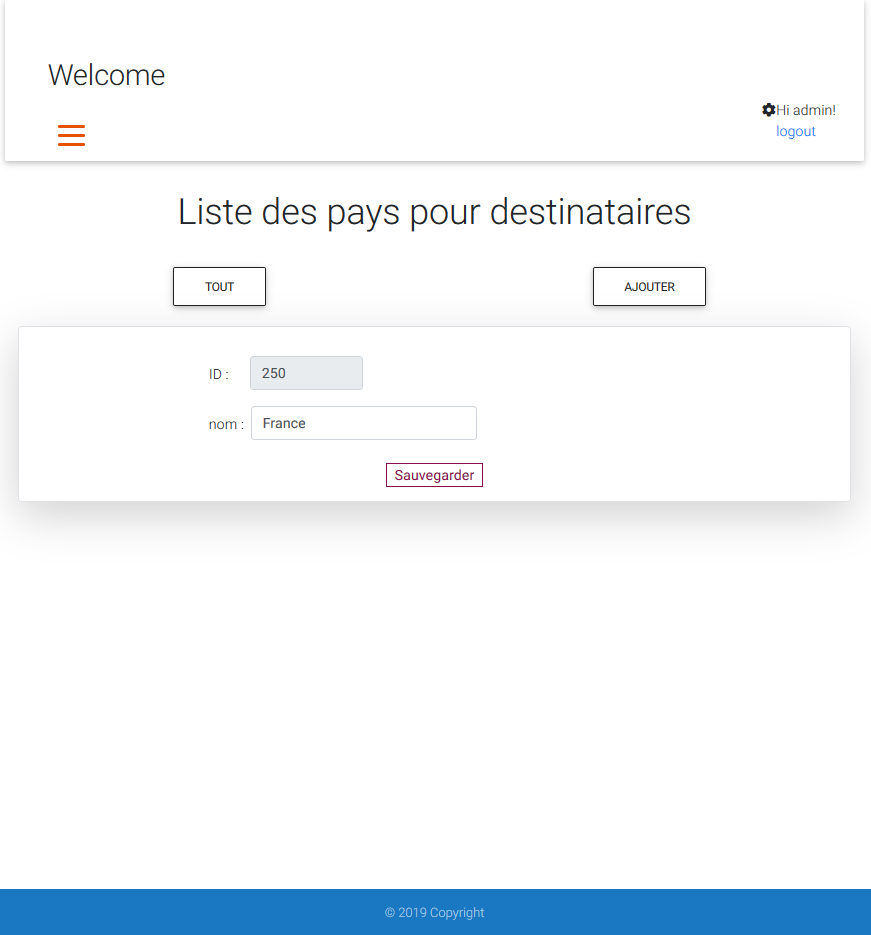 Welcome
Hi admin!
logout
Liste des pays pour destinataires
TOUT
AJOUTER
ID :
250
nom :
France
Sauvegarder
© 2019 Copyright